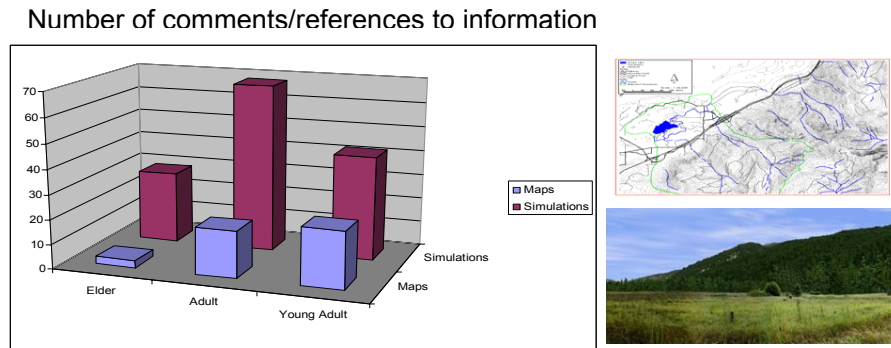 Number of comments/references to information
70
60
50
40
30
20
10
0
Elder
Adult
Young Adult
Simulations
Maps
Maps
Simulations